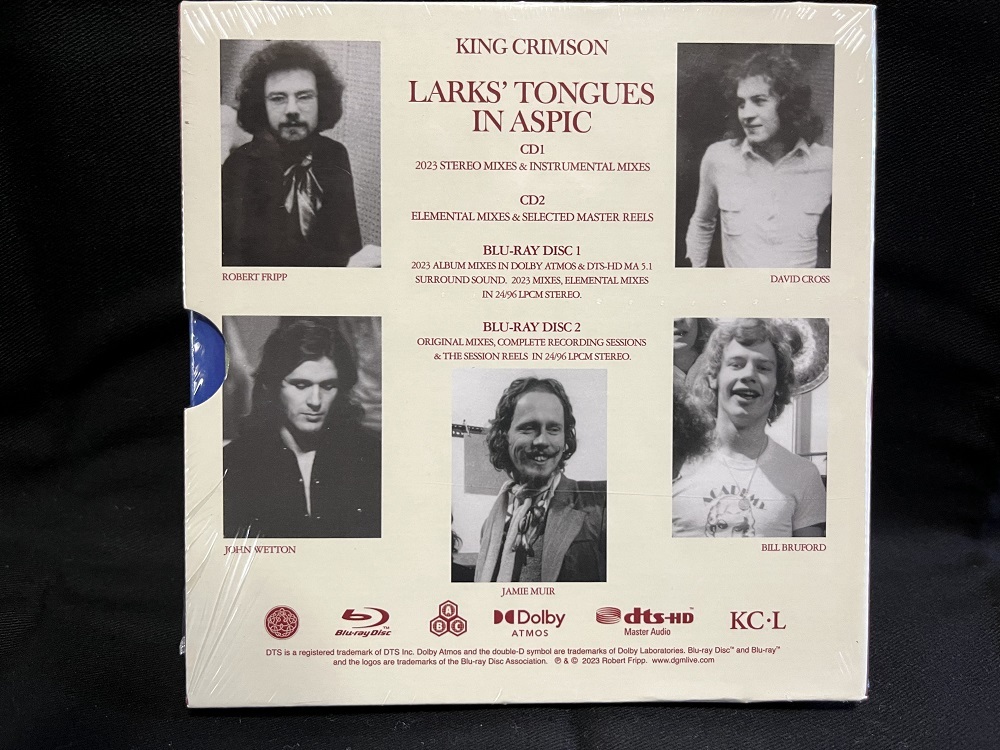 KING CRIMSON
LARKS' TONGUES
IN ASPIC
CD1
2023 STEREO MIXES & INSTRUMENTAL MIXES
CD2
ELEMENTAL MIXES & SELECTED MASTER REELS
BLU-RAY DISC 1
2023 ALBUM MIXES IN DOLBY ATMOS & DTS-HD MA 5.1
SURROUND SOUND. 2023 MIXES, ELEMENTAL MIXES
IN 24/96 LPCM STEREO.
BLU-RAY DISC 2
ORIGINAL MIXES, COMPLETE RECORDING SESSIONS
& THE SESSION REELS IN 24/96 LPCM STEREO.
ROBERT FRIPP
DAVID CROSS
JOHN WETTON
ACADEMY
BILL BRUFORD
JAMIE MUIR
Blu-ray Disc™
A
B C
Dolby
ATMOS
dts-HD™
Master Audio
KC·L
DTS is a registered trademark of DTS Inc. Dolby Atmos and the double-D symbol are trademarks of Dolby Laboratories. Blu-ray Disc™ and Blu-ray™
and the logos are trademarks of the Blu-ray Disc Association. ℗ & © 2023 Robert Fripp. www.dgmlive.com